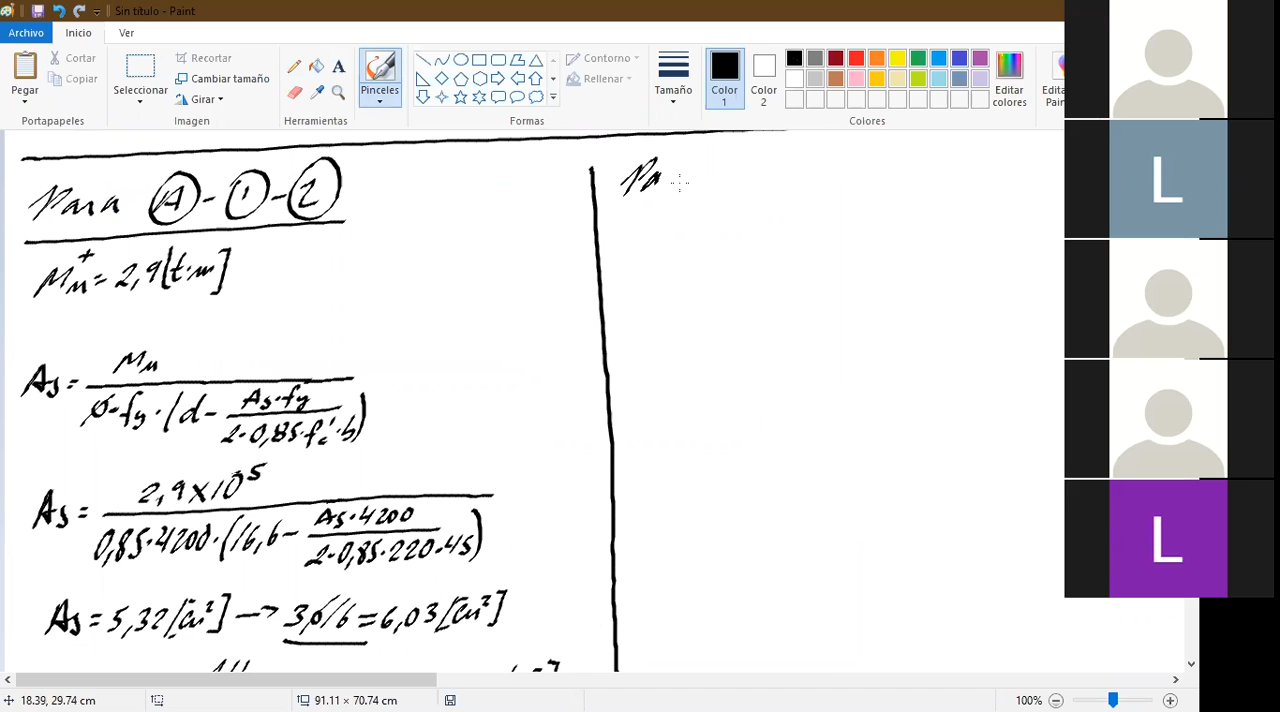 Sin título - Paint
Archivo Inicio Ver
Pegar
Cortar
Copiar
Portapapeles
Seleccionar
Recortar
Cambiar tamaño
Girar
Imagen
A
Herramientas
Pinceles
Contorno
Rellenar
Formas
Tamaño
Color 1
Color 2
Editar colores
Edita
Pain
Colores
Para A-1-2
Mu⁺ = 2,9 [t·m]
As = Mu / (Ø·fy·(d - As·fy / (2·0,85·f'c·b)))
As = 2,9x10⁵ / (0,85·4200·(16,6 - As·4200 / (2·0,85·220·45)))
As = 5,32 [cm²] → 3Ø16 = 6,03 [cm²]
Pa
L
L
18.39, 29.74 cm
91.11 × 70.74 cm
100%